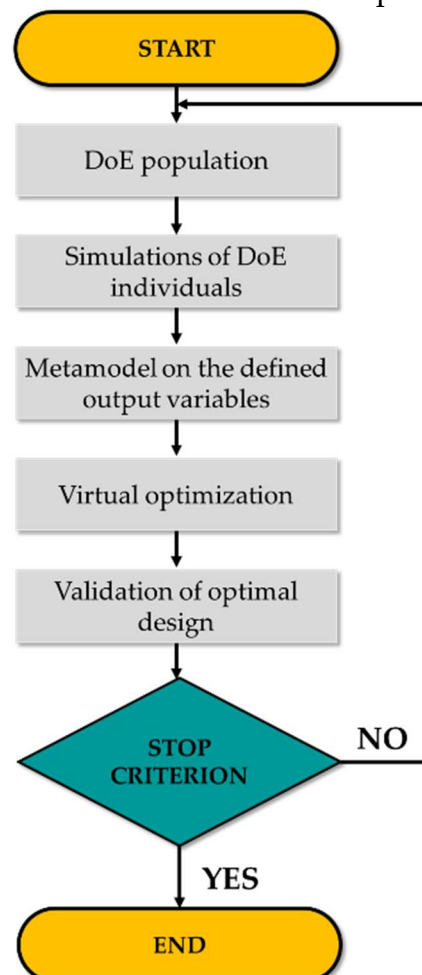 START
DoE population
Simulations of DoE
individuals
Metamodel on the defined
output variables
Virtual optimization
Validation of optimal
design
STOP
CRITERION
NO
YES
END